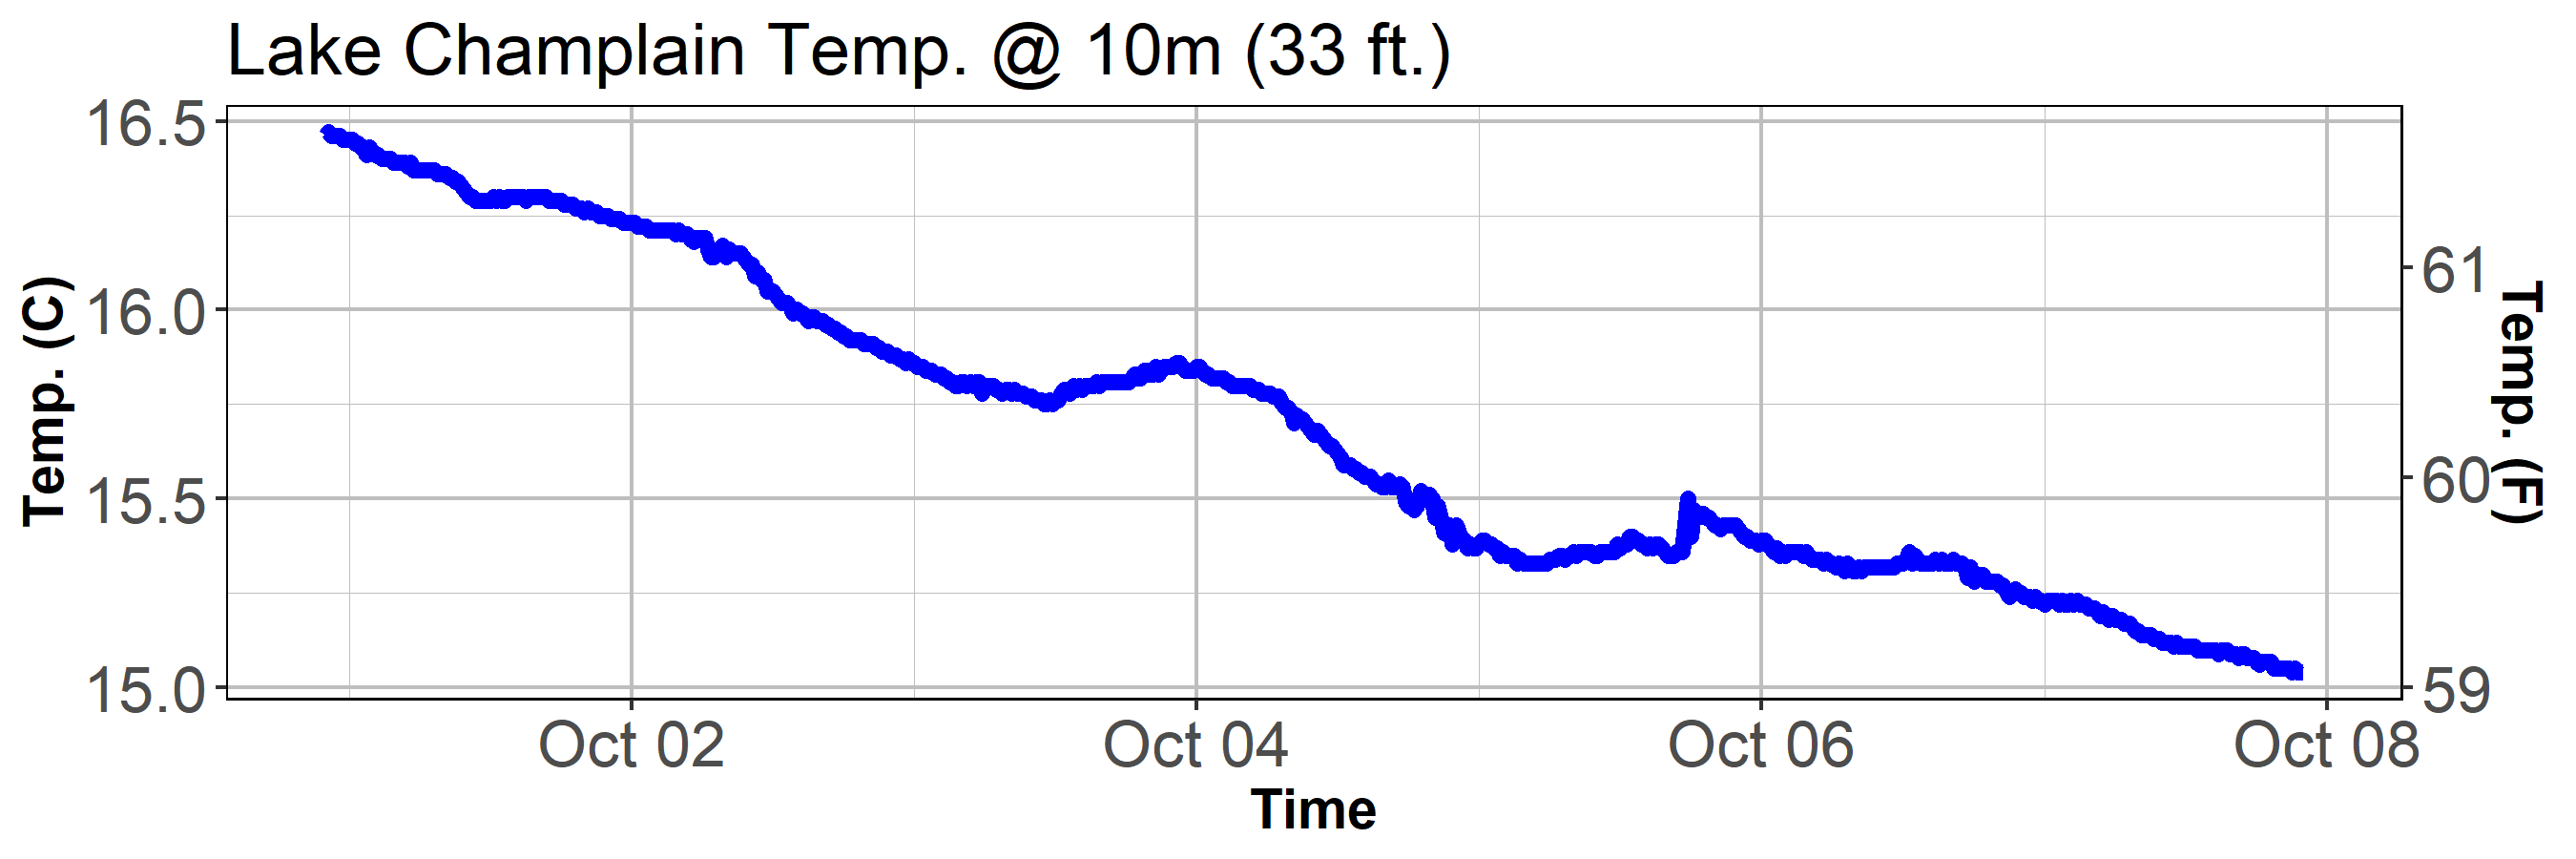 Lake Champlain Temp. @ 10m (33 ft.)
16.5
16.0
15.5
15.0
Temp. (C)
61
60
59
Temp. (F)
Oct 02 Oct 04 Oct 06 Oct 08
Time